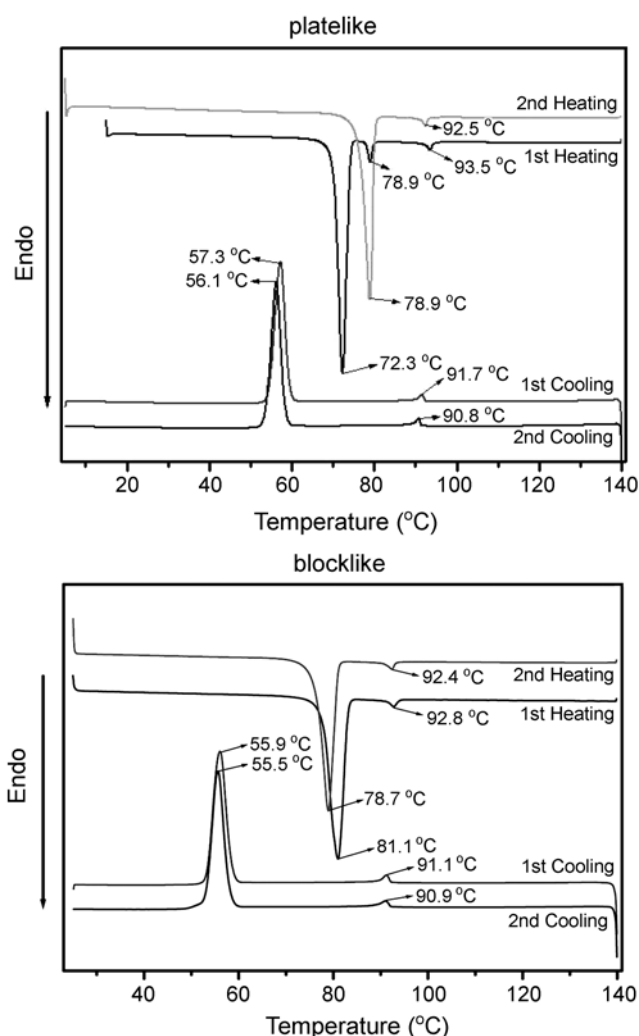 platelike
2nd Heating
92.5 °C
1st Heating
78.9 °C
93.5 °C
57.3 °C
56.1 °C
78.9 °C
72.3 °C
91.7 °C
1st Cooling
90.8 °C
2nd Cooling
Endo
20 40 60 80 100 120 140
Temperature (°C)
blocklike
92.4 °C
2nd Heating
92.8 °C
1st Heating
55.9 °C
55.5 °C
78.7 °C
81.1 °C
91.1 °C
1st Cooling
90.9 °C
2nd Cooling
Endo
40 60 80 100 120 140
Temperature (°C)